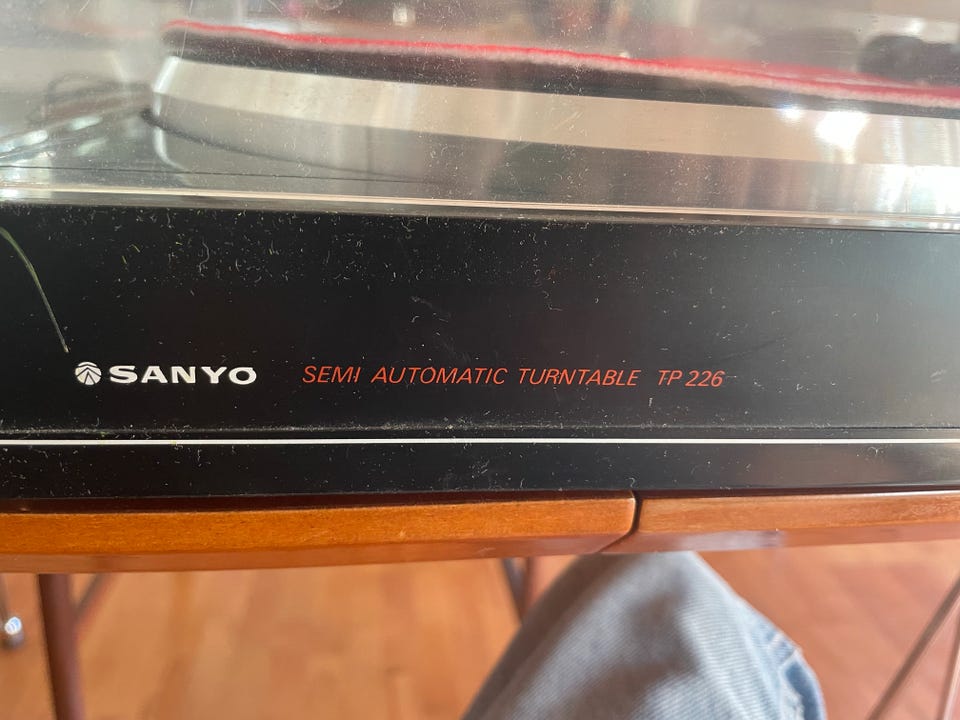 SANYO SEMI AUTOMATIC TURNTABLE TP 226